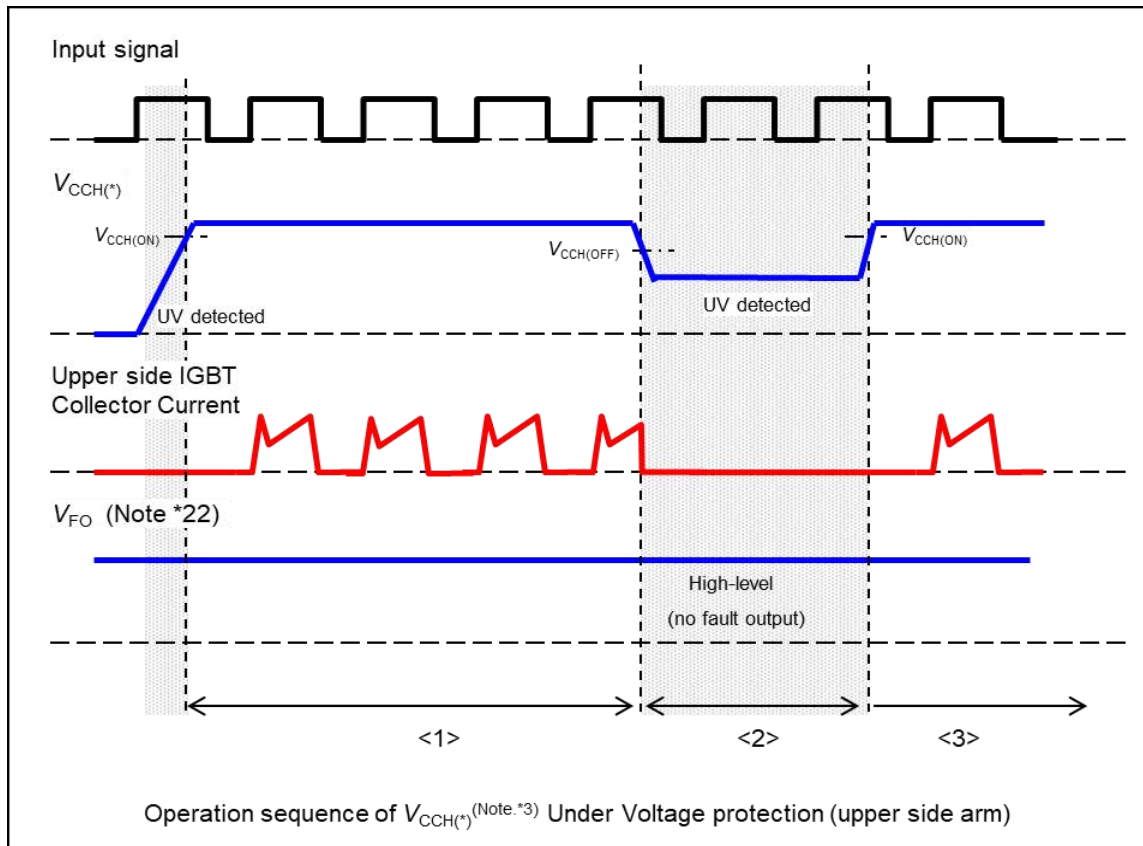 Input signal
VCCH(*)
VCCH(ON)
VCCH(OFF)
VCCH(ON)
UV detected
UV detected
Upper side IGBT
Collector Current
VFO (Note *22)
High-level
(no fault output)
<1>
<2>
<3>
Operation sequence of VCCH(*)(Note.*3) Under Voltage protection (upper side arm)